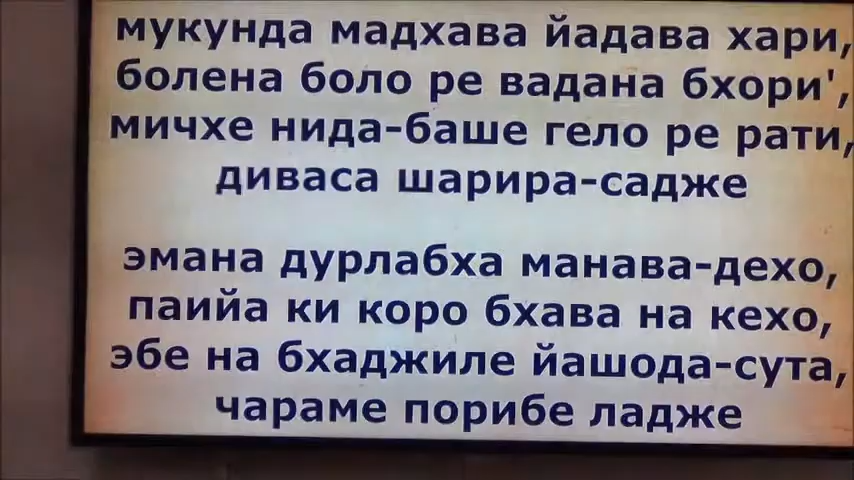 мукунда мадхава йадава хари,
болена боло ре вадана бхори',
мичхе нида-баше гело ре рати,
диваса шарира-садже
эмана дурлабха манава-дехо,
паийа ки коро бхава на кехо,
эбе на бхаджиле йашода-сута,
чараме порибе ладже